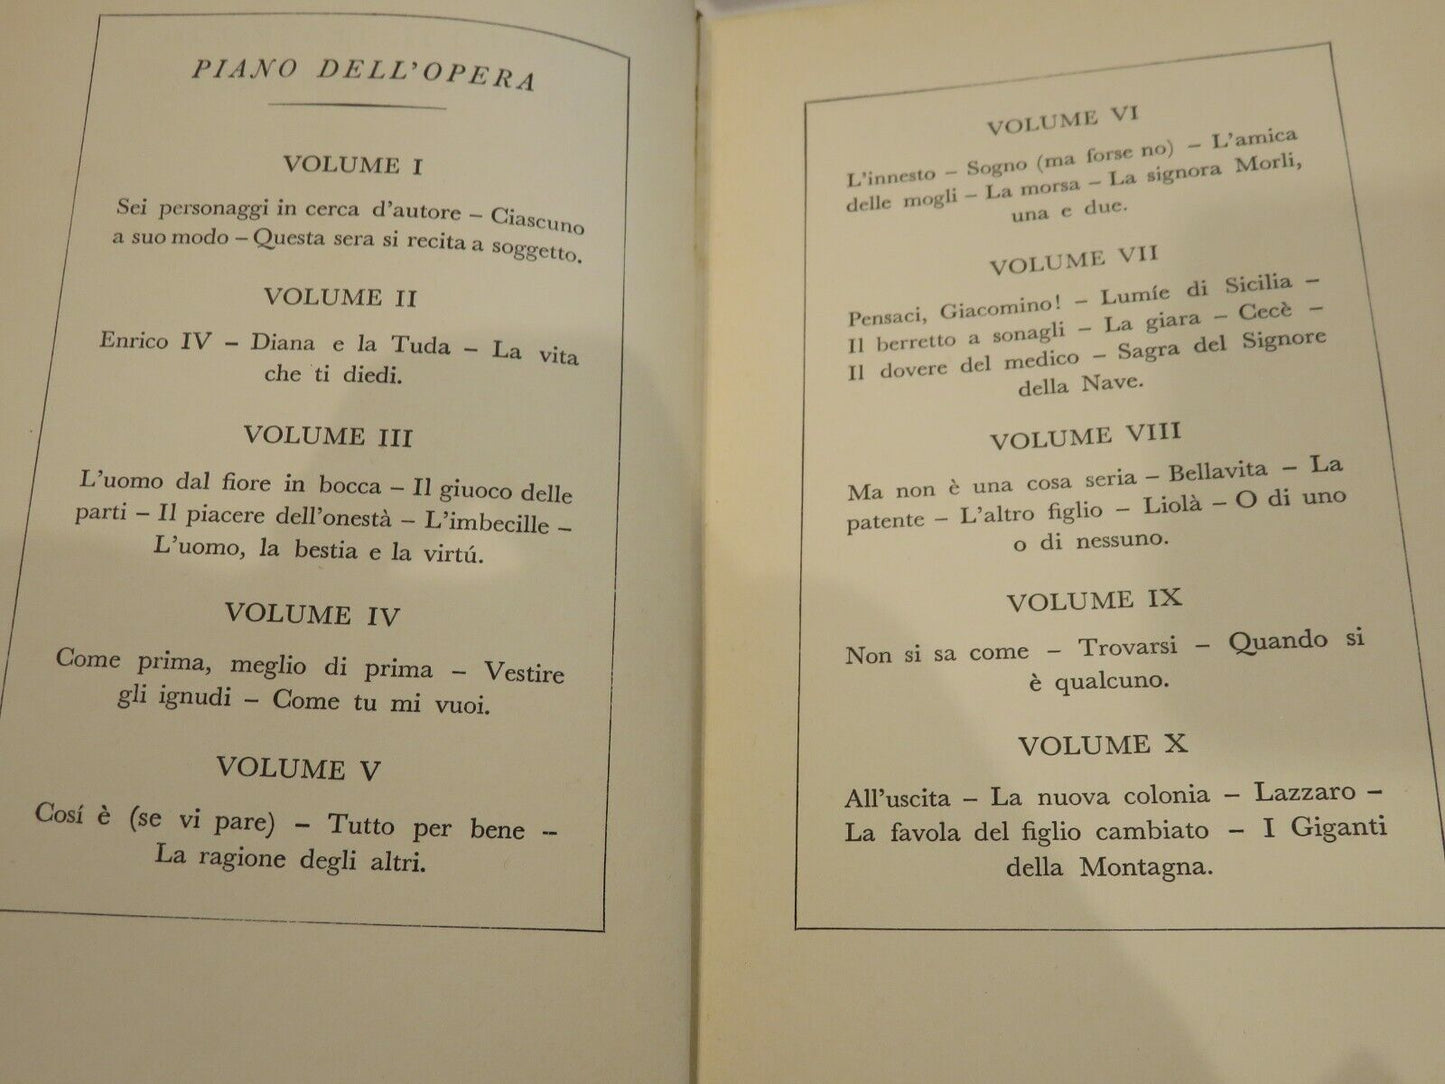 PIANO DELL'OPERA
VOLUME I
Sei personaggi in cerca d'autore – Ciascuno
a suo modo – Questa sera si recita a soggetto.
VOLUME II
Enrico IV – Diana e la Tuda – La vita
che ti diedi.
VOLUME III
L'uomo dal fiore in bocca – Il giuoco delle
parti – Il piacere dell'onestà – L'imbecille –
L'uomo, la bestia e la virtú.
VOLUME IV
Come prima, meglio di prima – Vestire
gli ignudi – Come tu mi vuoi.
VOLUME V
Cosí è (se vi pare) – Tutto per bene –
La ragione degli altri.
VOLUME VI
L'innesto – Sogno (ma forse no) – L'amica
delle mogli – La morsa – La signora Morli,
una e due.
VOLUME VII
Pensaci, Giacomino! – Lumíe di Sicilia –
Il berretto a sonagli – La giara – Cecè –
Il dovere del medico – Sagra del Signore
della Nave.
VOLUME VIII
Ma non è una cosa seria – Bellavita – La
patente – L'altro figlio – Liolà – O di uno
o di nessuno.
VOLUME IX
Non si sa come – Trovarsi – Quando si
è qualcuno.
VOLUME X
All'uscita – La nuova colonia – Lazzaro –
La favola del figlio cambiato – I Giganti
della Montagna.